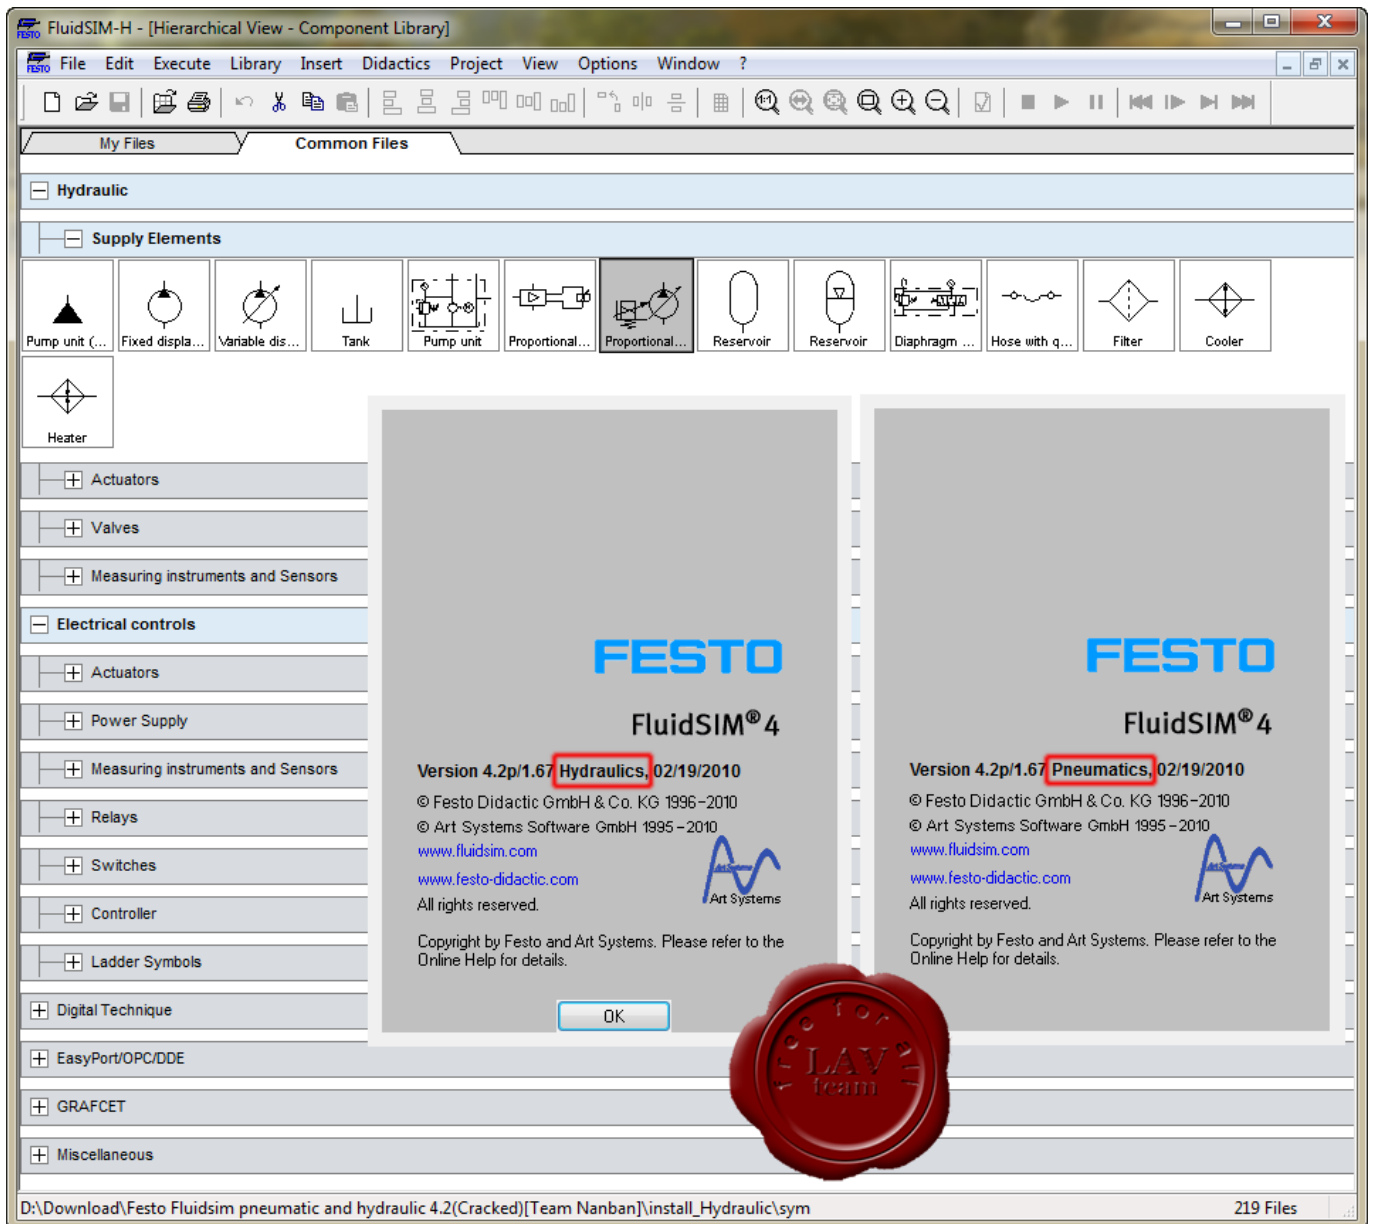 FluidSIM-H - [Hierarchical View - Component Library]
FESTO
File Edit Execute Library Insert Didactics Project View Options Window ?
FESTO
My Files Common Files
Hydraulic
Supply Elements
Pump unit (... Fixed displa... Variable dis... Tank Pump unit Proportional... Proportional... Reservoir Reservoir Diaphragm ... Hose with q... Filter Cooler
Heater
Actuators
Valves
Measuring instruments and Sensors
Electrical controls
Actuators
Power Supply
Measuring instruments and Sensors
Relays
Switches
Controller
Ladder Symbols
Digital Technique
EasyPort/OPC/DDE
GRAFCET
Miscellaneous
FESTO
FluidSIM® 4
Version 4.2p/1.67 Hydraulics, 02/19/2010
© Festo Didactic GmbH & Co. KG 1996-2010
© Art Systems Software GmbH 1995-2010
www.fluidsim.com
www.festo-didactic.com
All rights reserved.
Art Systems
Art Systems
Copyright by Festo and Art Systems. Please refer to the
Online Help for details.
OK
FESTO
FluidSIM® 4
Version 4.2p/1.67 Pneumatics, 02/19/2010
© Festo Didactic GmbH & Co. KG 1996-2010
© Art Systems Software GmbH 1995-2010
www.fluidsim.com
www.festo-didactic.com
All rights reserved.
Art Systems
Art Systems
Copyright by Festo and Art Systems. Please refer to the
Online Help for details.
free for all
LAV
team
D:\Download\Festo Fluidsim pneumatic and hydraulic 4.2(Cracked)[Team Nanban]\install_Hydraulic\sym 219 Files